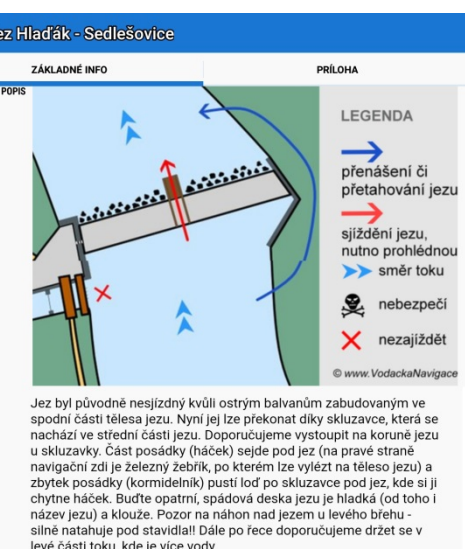 ez Hlaďák - Sedlešovice
ZÁKLADNÉ INFO
PRÍLOHA
POPIS
LEGENDA
přenášení či
přetahování jezu
sjíždění jezu,
nutno prohlédnou
směr toku
nebezpečí
nezajíždět
© www.VodackaNavigace
Jez byl původně nesjízdný kvůli ostrým balvanům zabudovaným ve
spodní části tělesa jezu. Nyní jej lze překonat díky skluzavce, která se
nachází ve střední části jezu. Doporučujeme vystoupit na koruně jezu
u skluzavky. Část posádky (háček) sejde pod jez (na pravé straně
navigační zdi je železný žebřík, po kterém lze vylézt na těleso jezu) a
zbytek posádky (kormidelník) pustí loď po skluzavce pod jez, kde si ji
chytne háček. Buďte opatrní, spádová deska jezu je hladká (od toho i
název jezu) a klouže. Pozor na náhon nad jezem u levého břehu -
silně natahuje pod stavidla!! Dále po řece doporučujeme držet se v
levé části toku, kde je více vody.